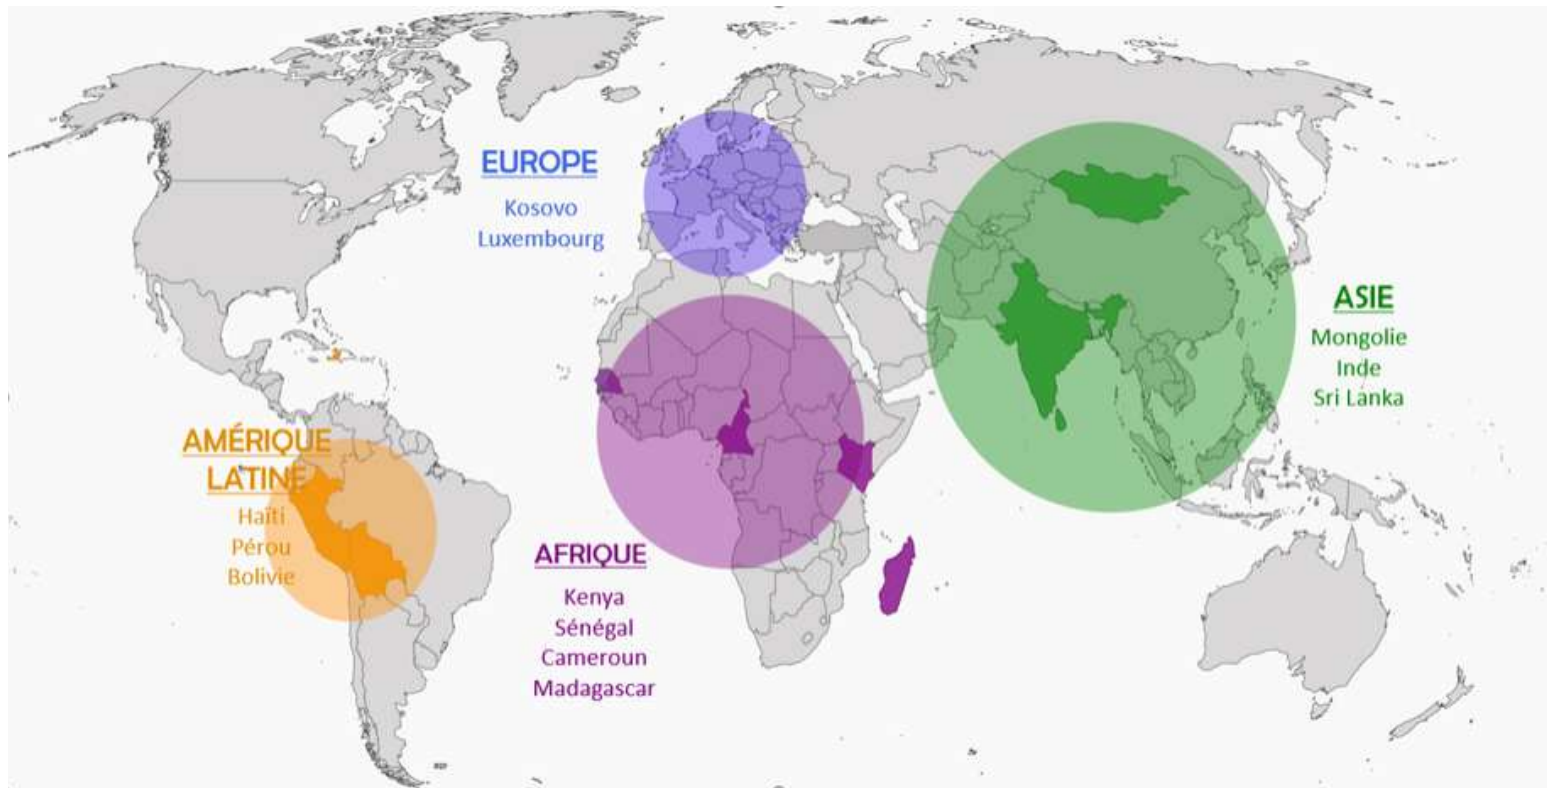 EUROPE
Kosovo
Luxembourg
ASIE
Mongolie
Inde
Sri Lanka
AMÉRIQUE
LATINE
Haïti
Pérou
Bolivie
AFRIQUE
Kenya
Sénégal
Cameroun
Madagascar